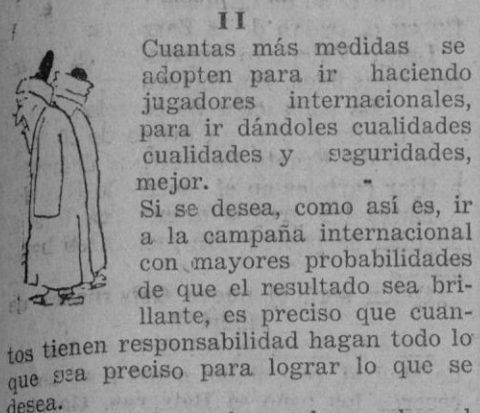 II
Cuantas más medidas se
adopten para ir haciendo
jugadores internacionales,
para ir dándoles cualidades
cualidades y seguridades,
mejor.
Si se desea, como así es, ir
a la campaña internacional
con mayores probabilidades
de que el resultado sea bri-
llante, es preciso que cuan-
tos tienen responsabilidad hagan todo lo
que sea preciso para lograr lo que se
desea.